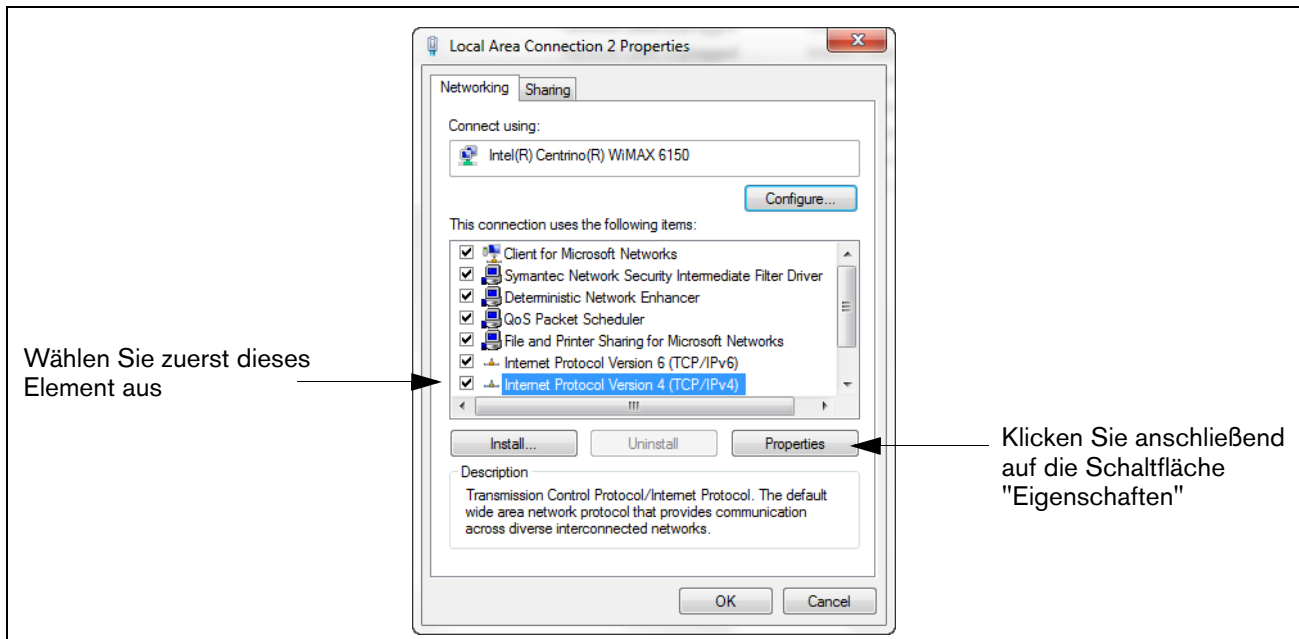 Local Area Connection 2 Properties
Networking
Sharing
Connect using:
Intel(R) Centrino(R) WiMAX 6150
Configure...
This connection uses the following items:
Client for Microsoft Networks
Symantec Network Security Intermediate Filter Driver
Deterministic Network Enhancer
QoS Packet Scheduler
File and Printer Sharing for Microsoft Networks
Internet Protocol Version 6 (TCP/IPv6)
Internet Protocol Version 4 (TCP/IPv4)
Wählen Sie zuerst dieses
Element aus
Install...
Uninstall
Properties
Klicken Sie anschließend
auf die Schaltfläche
"Eigenschaften"
Description
Transmission Control Protocol/Internet Protocol. The default
wide area network protocol that provides communication
across diverse interconnected networks.
OK
Cancel